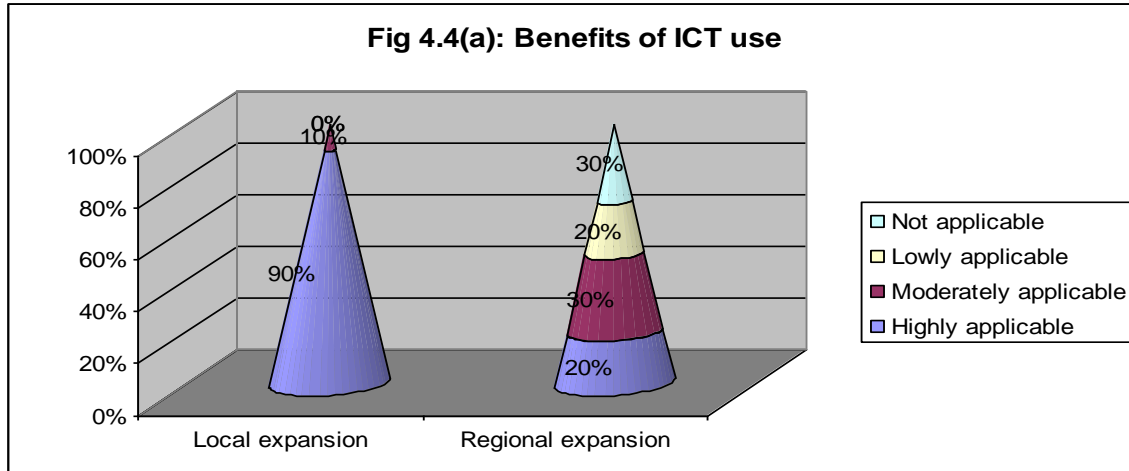 Fig 4.4(a): Benefits of ICT use
100%
80%
60%
40%
20%
0%
0%
0%
10%
90%
30%
20%
30%
20%
Local expansion
Regional expansion
Not applicable
Lowly applicable
Moderately applicable
Highly applicable